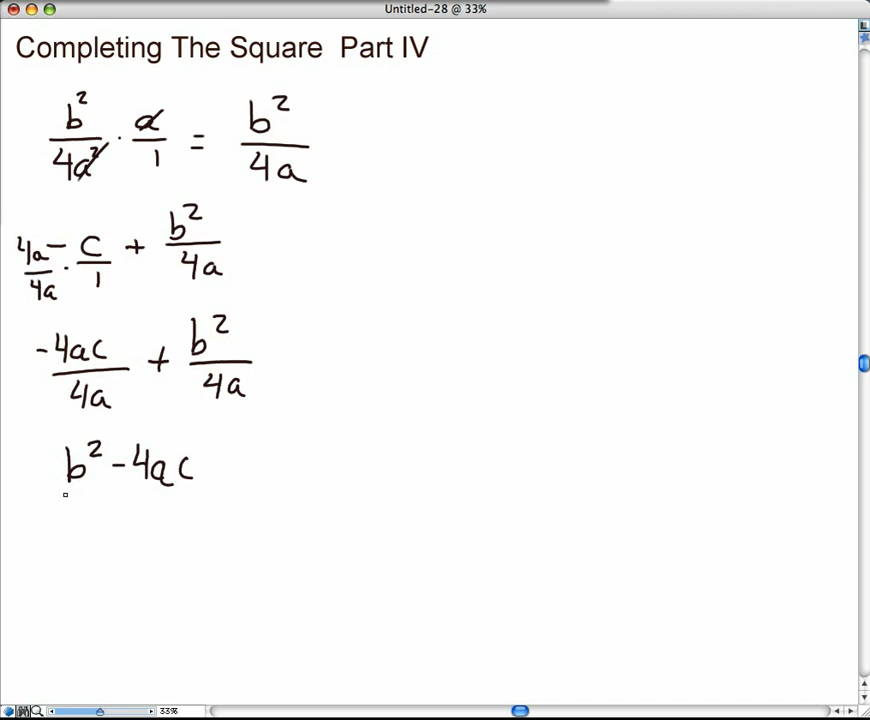 Untitled-28 @ 33%
Completing The Square Part IV
b²/4a² · a/1 = b²/4a
4a/4a · - c/1 + b²/4a
-4ac/4a + b²/4a
b² - 4ac
33%